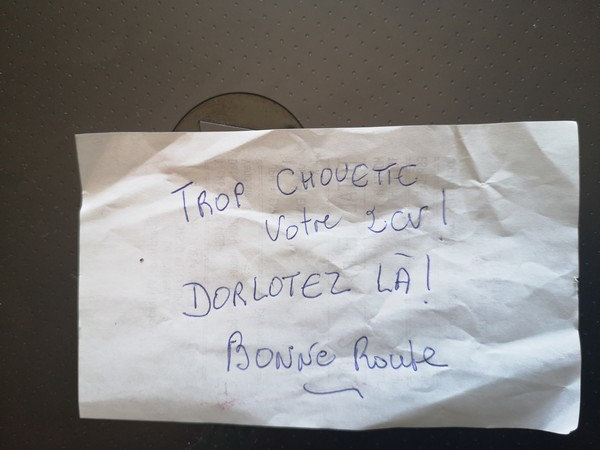 TROP CHOUETTE
Votre 2CV!
DORLOTEZ LÀ!
BONNE Route